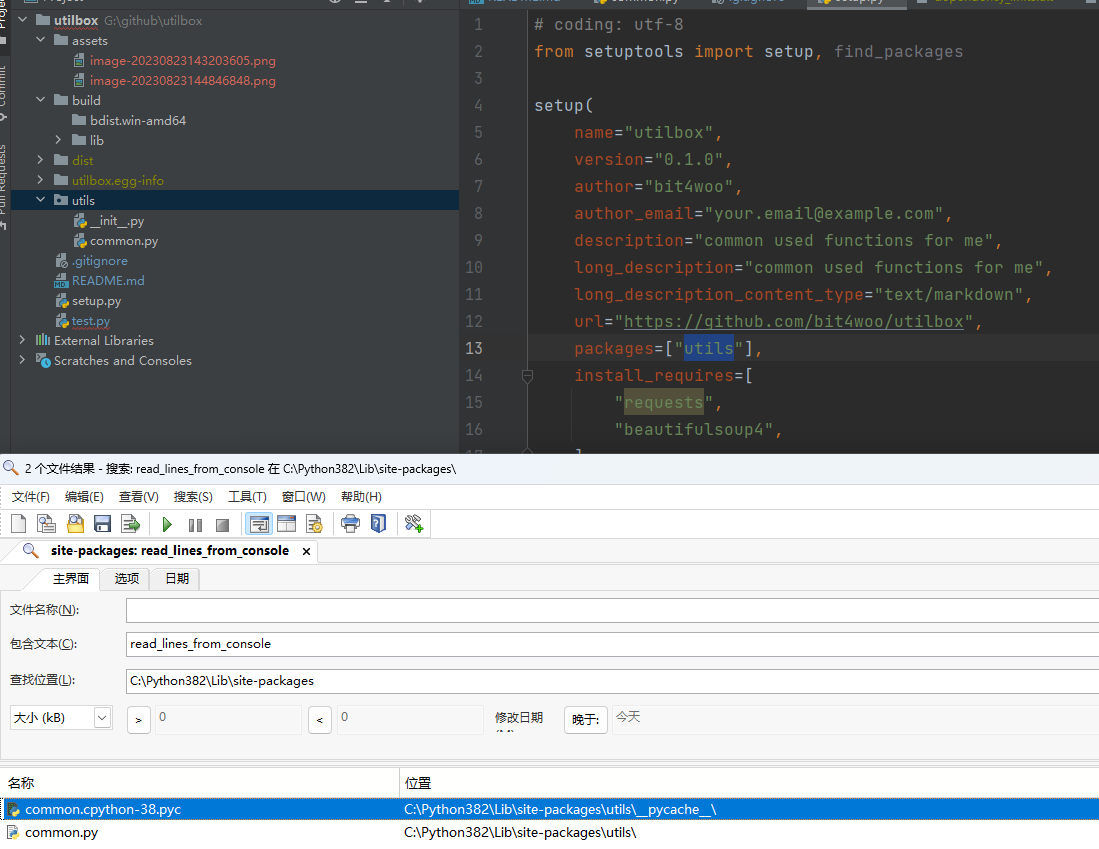 utilbox G:\github\utilbox
assets
image-20230823143203605.png
image-20230823144846848.png
build
bdist.win-amd64
lib
dist
utilbox.egg-info
utils
__init__.py
common.py
.gitignore
README.md
setup.py
test.py
External Libraries
Scratches and Consoles
Commit
Pull Requests
1 # coding: utf-8
2 from setuptools import setup, find_packages
3
4 setup(
5 name="utilbox",
6 version="0.1.0",
7 author="bit4woo",
8 author_email="your.email@example.com",
9 description="common used functions for me",
10 long_description="common used functions for me",
11 long_description_content_type="text/markdown",
12 url="https://github.com/bit4woo/utilbox",
13 packages=["utils"],
14 install_requires=[
15 "requests",
16 "beautifulsoup4",
2 个文件结果 - 搜索: read_lines_from_console 在 C:\Python382\Lib\site-packages\
文件(F) 编辑(E) 查看(V) 搜索(S) 工具(T) 窗口(W) 帮助(H)
site-packages: read_lines_from_console ×
主界面 选项 日期
文件名称(N):
包含文本(C): read_lines_from_console
查找位置(L): C:\Python382\Lib\site-packages
大小 (kB) > 0 < 0 修改日期 晚于: 今天
名称 位置
common.cpython-38.pyc C:\Python382\Lib\site-packages\utils\__pycache__\
common.py C:\Python382\Lib\site-packages\utils\